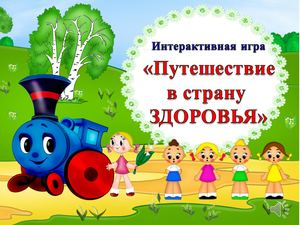 Интерактивная игра
«Путешествие
в страну
ЗДОРОВЬЯ»